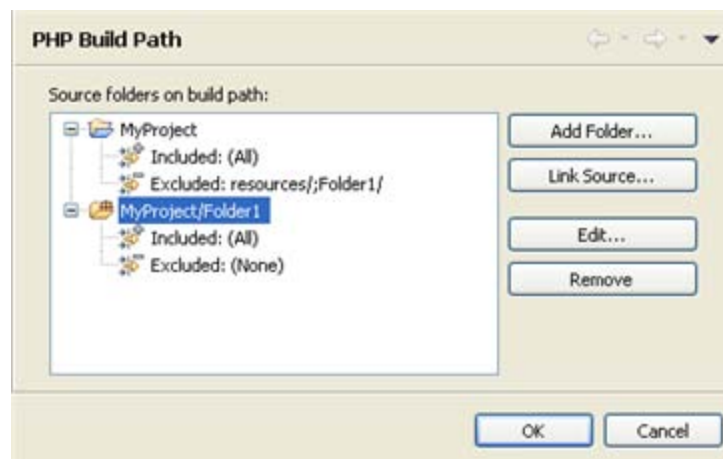 PHP Build Path
Source folders on build path:
MyProject
Included: (All)
Excluded: resources/;Folder1/
MyProject/Folder1
Included: (All)
Excluded: (None)
Add Folder...
Link Source...
Edit...
Remove
OK
Cancel